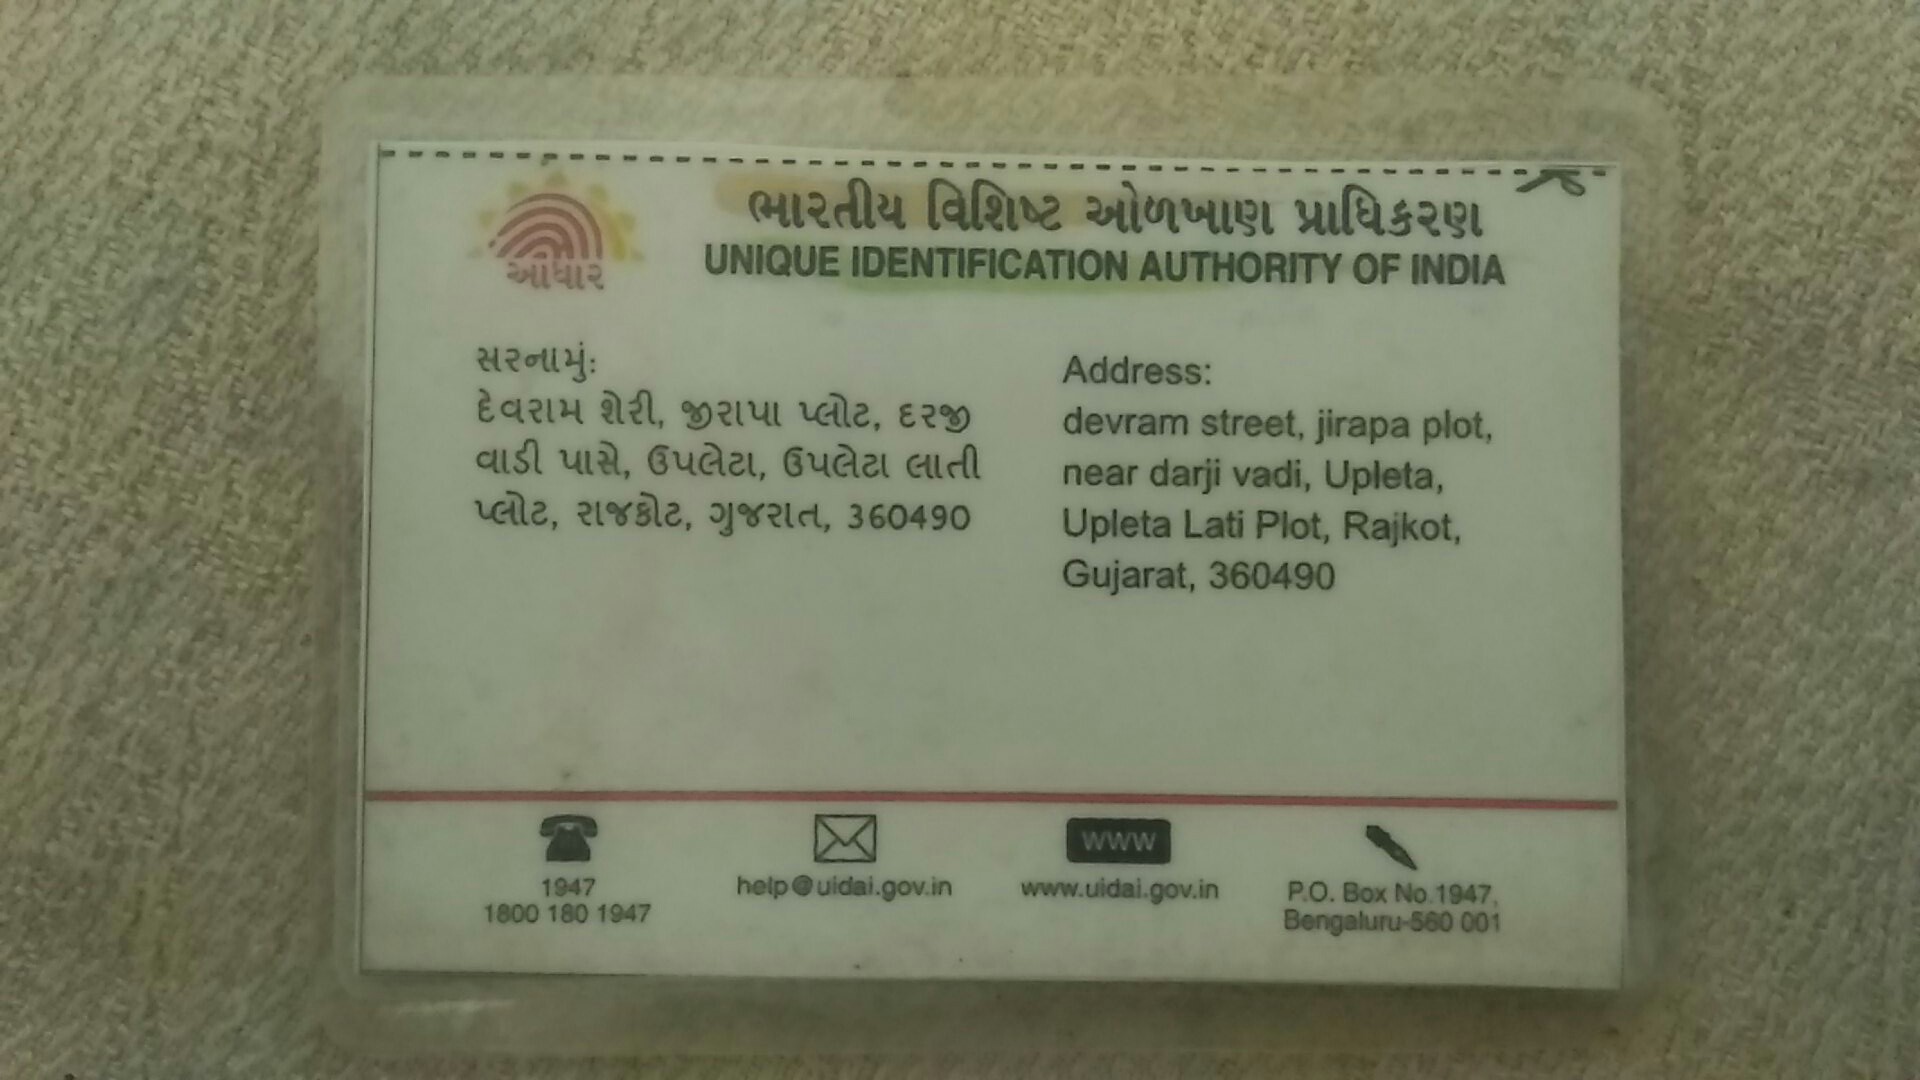 ભારતીય વિશિષ્ટ ઓળખાણ પ્રાધિકરણ
UNIQUE IDENTIFICATION AUTHORITY OF INDIA
આધાર
સરનામું:
દેવરામ શેરી, જીરાપા પ્લોટ, દરજી
વાડી પાસે, ઉપલેટા, ઉપલેટા લાતી
પ્લોટ, રાજકોટ, ગુજરાત, 360490
Address:
devram street, jirapa plot,
near darji vadi, Upleta,
Upleta Lati Plot, Rajkot,
Gujarat, 360490
1947
1800 180 1947
help@uidai.gov.in
WWW
www.uidai.gov.in
P.O. Box No.1947,
Bengaluru-560 001